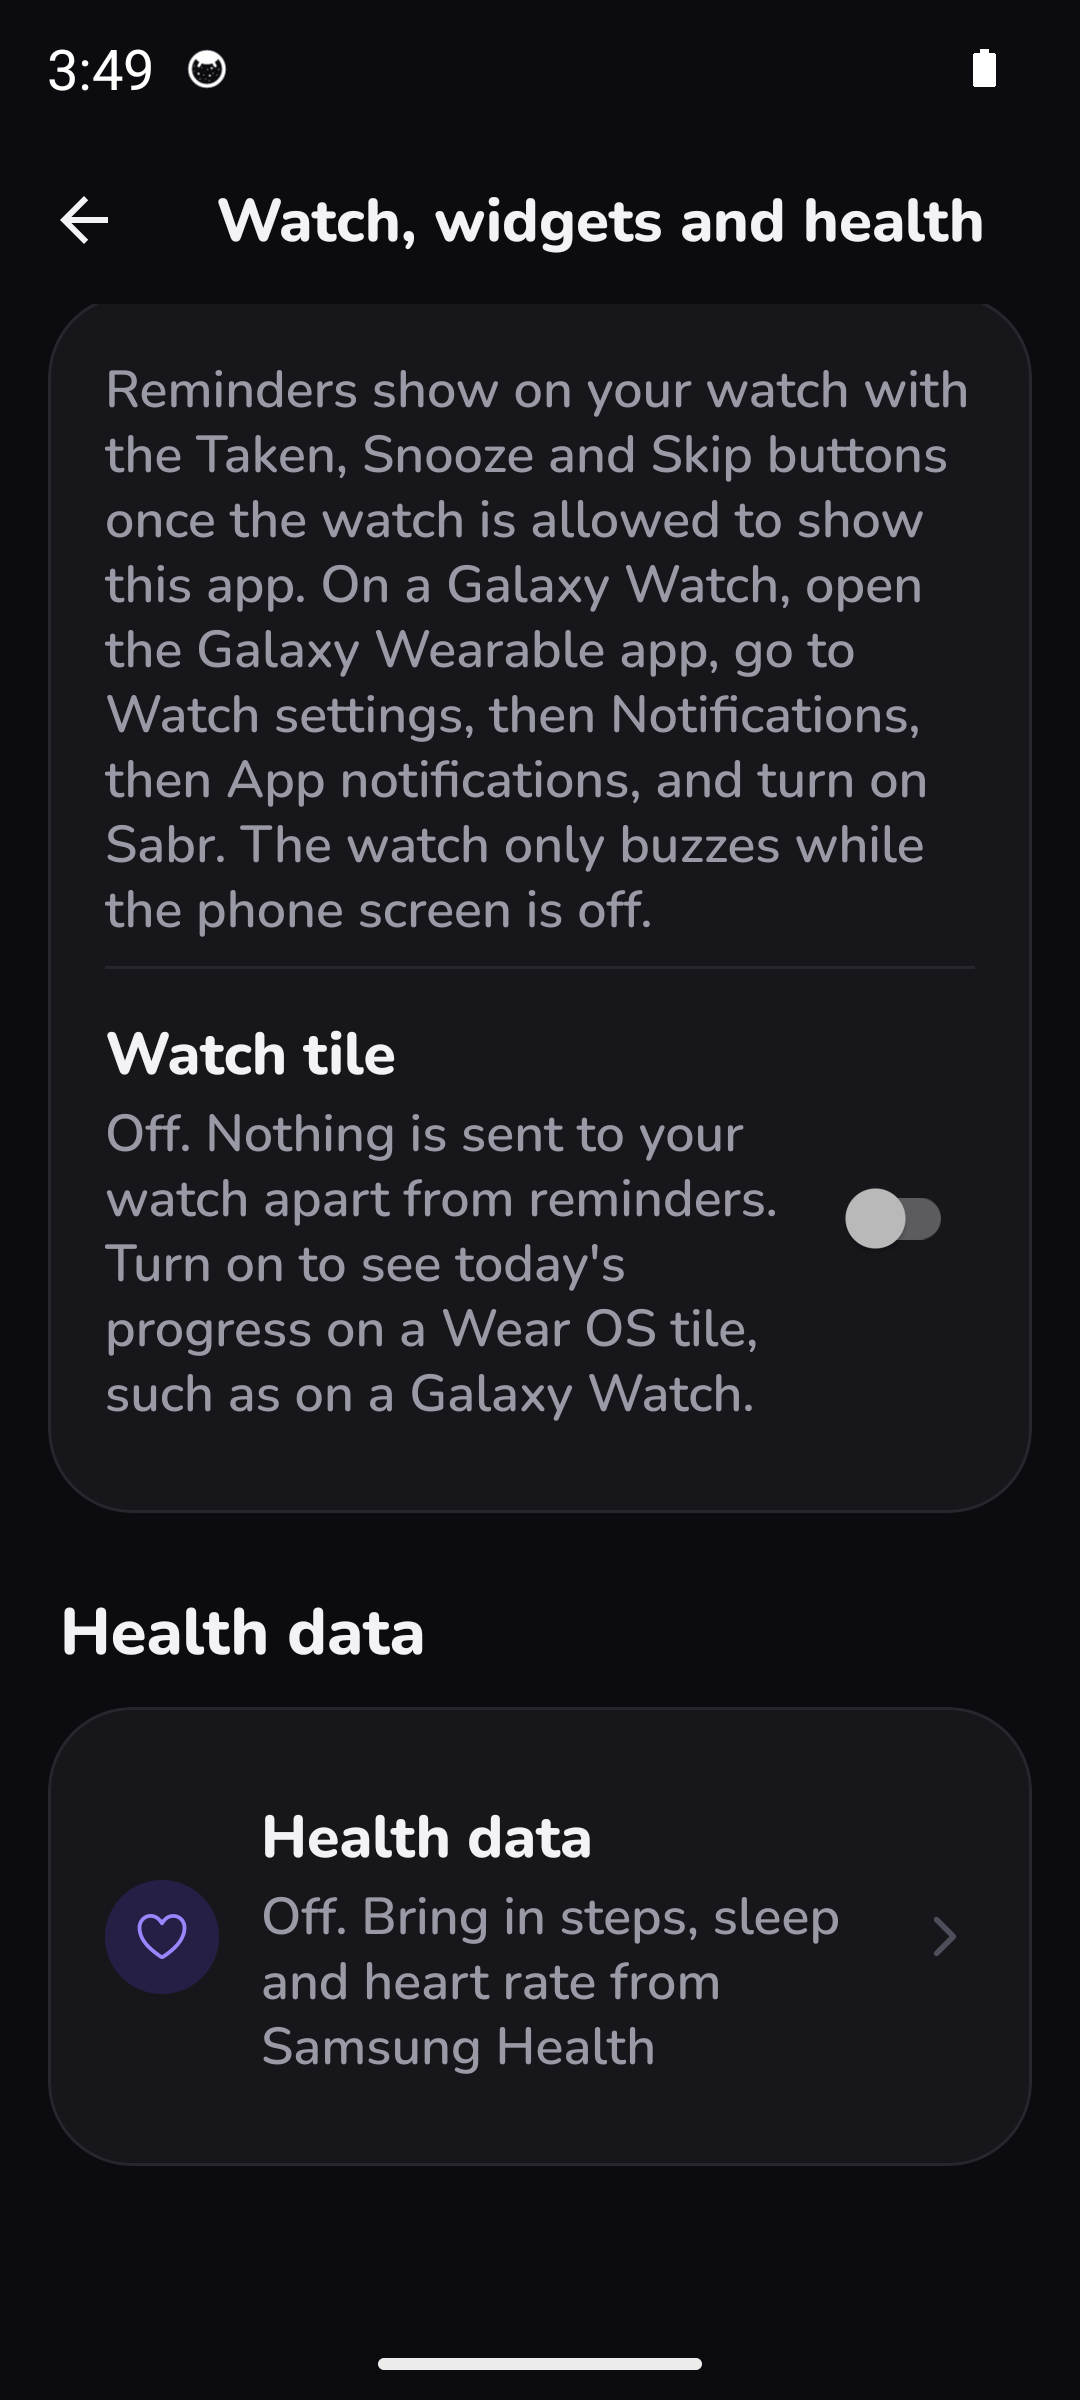 3:49
Watch, widgets and health
Reminders show on your watch with
the Taken, Snooze and Skip buttons
once the watch is allowed to show
this app. On a Galaxy Watch, open
the Galaxy Wearable app, go to
Watch settings, then Notifications,
then App notifications, and turn on
Sabr. The watch only buzzes while
the phone screen is off.
Watch tile
Off. Nothing is sent to your
watch apart from reminders.
Turn on to see today's
progress on a Wear OS tile,
such as on a Galaxy Watch.
Health data
Health data
Off. Bring in steps, sleep
and heart rate from
Samsung Health